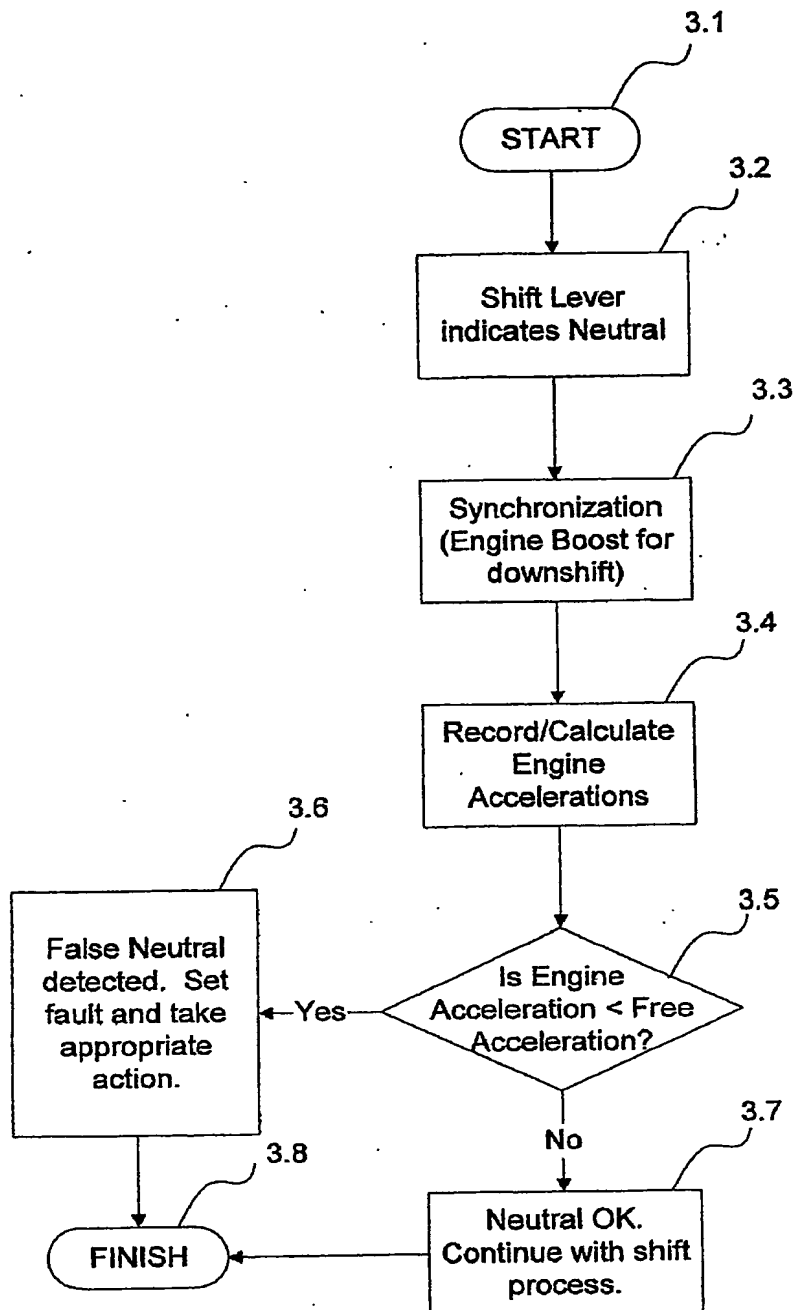 3.1
START
3.2
Shift Lever
indicates Neutral
3.3
Synchronization
(Engine Boost for
downshift)
3.4
Record/Calculate
Engine
Accelerations
3.5
Is Engine
Acceleration < Free
Acceleration?
Yes
3.6
False Neutral
detected. Set
fault and take
appropriate
action.
No
3.7
Neutral OK.
Continue with shift
process.
3.8
FINISH